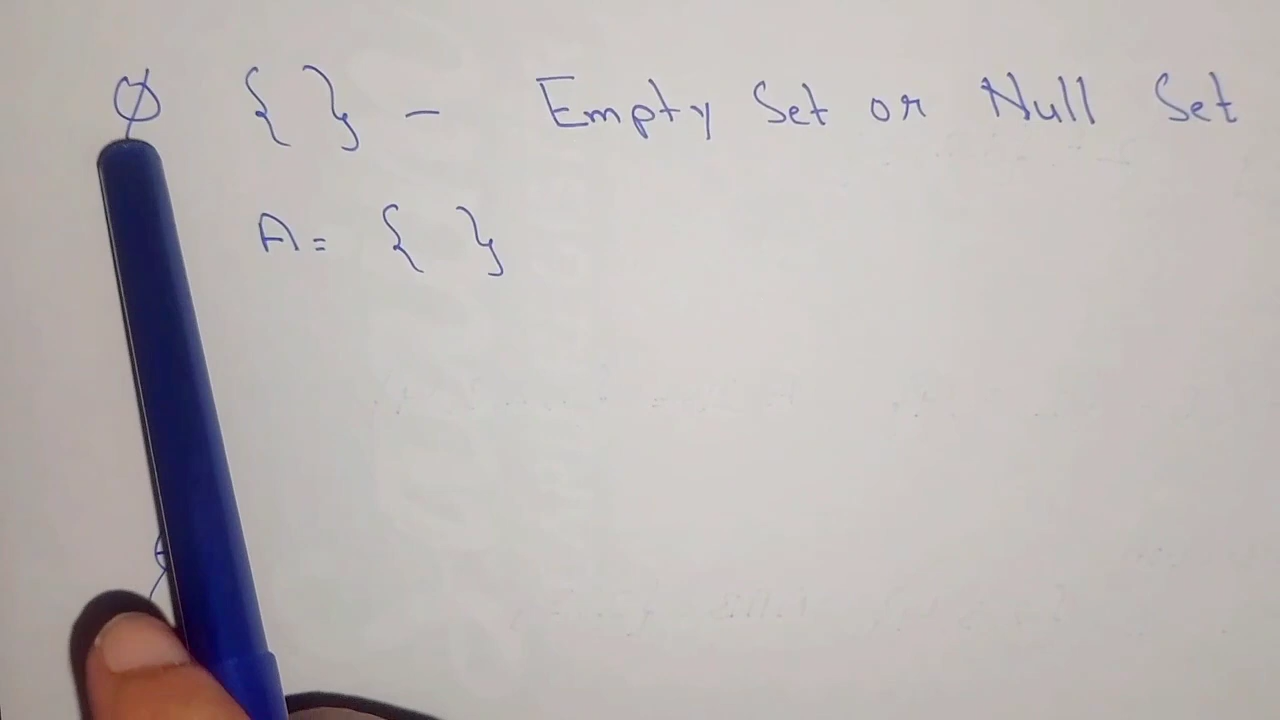 ∅ { } - Empty Set or Null Set
A = { }